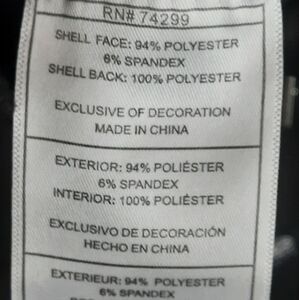 RN# 74299
SHELL FACE: 94% POLYESTER
6% SPANDEX
SHELL BACK: 100% POLYESTER
EXCLUSIVE OF DECORATION
MADE IN CHINA
EXTERIOR: 94% POLIÉSTER
6% SPANDEX
INTERIOR: 100% POLIÉSTER
EXCLUSIVO DE DECORACIÓN
HECHO EN CHINA
EXTERIEUR: 94% POLYESTER
6% SPANDEX